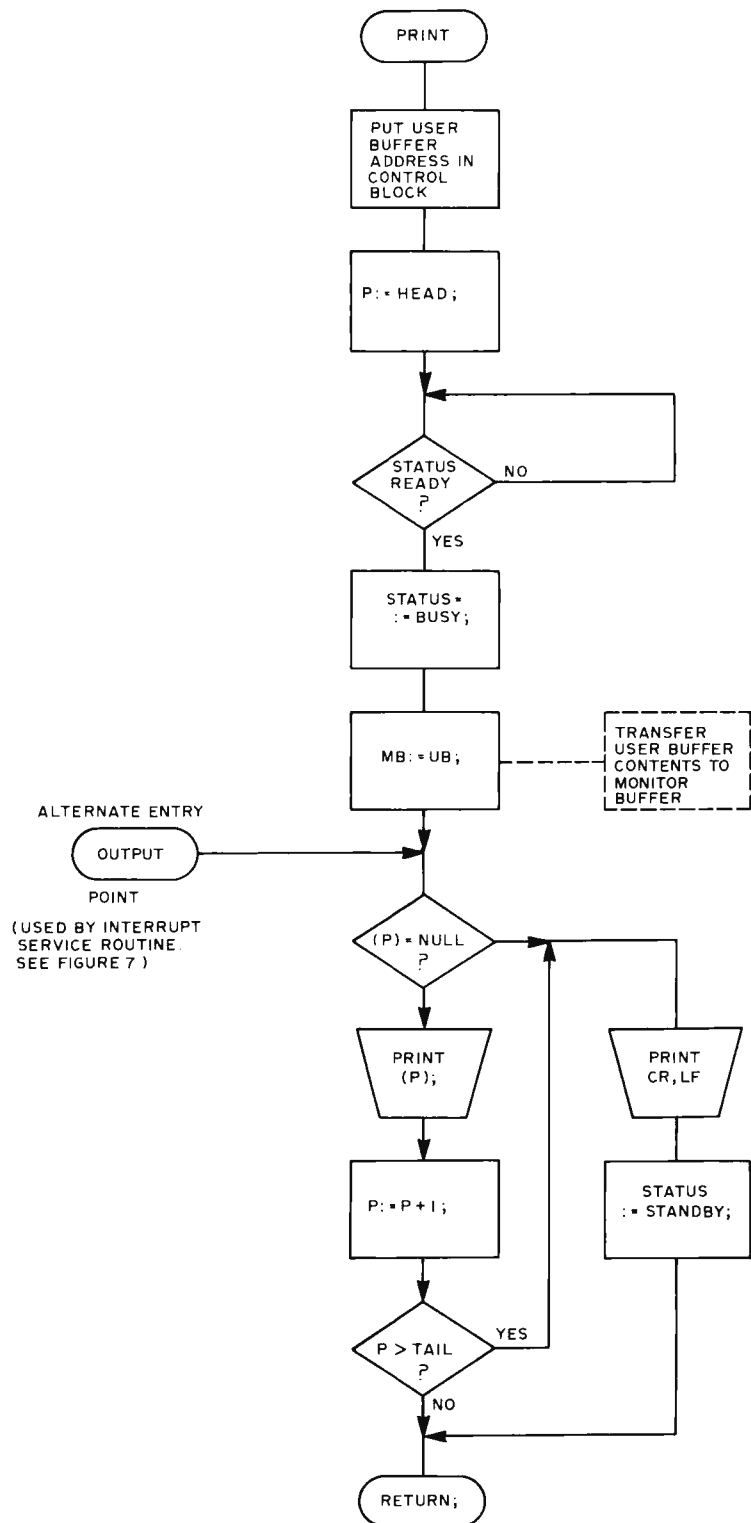 PRINT
PUT USER
BUFFER
ADDRESS IN
CONTROL
BLOCK
P:=HEAD;
STATUS
READY
?
NO
YES
STATUS=
:=BUSY;
MB:=UB;
TRANSFER
USER BUFFER
CONTENTS TO
MONITOR
BUFFER
ALTERNATE ENTRY
OUTPUT
POINT
(USED BY INTERRUPT
SERVICE ROUTINE.
SEE FIGURE 7)
(P)=NULL
?
PRINT
(P);
PRINT
CR,LF
P:=P+1;
STATUS
:=STANDBY;
P > TAIL
?
YES
NO
RETURN;